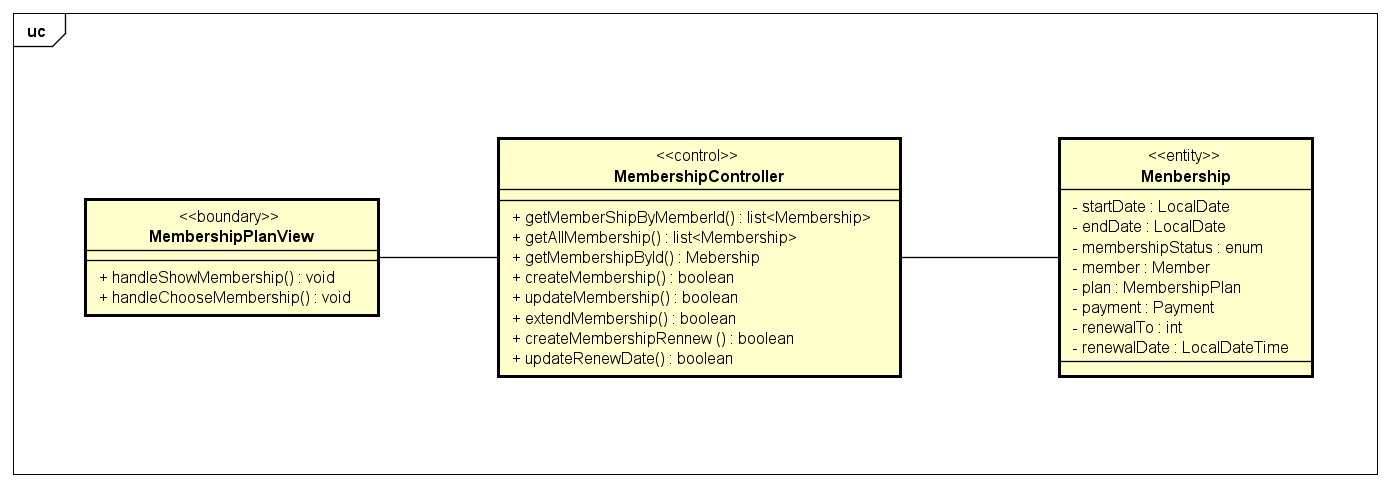 uc
<<boundary>>
MembershipPlanView
+ handleShowMembership() : void
+ handleChooseMembership() : void
<<control>>
MembershipController
+ getMemberShipByMemberId() : list<Membership>
+ getAllMembership() : list<Membership>
+ getMembershipById() : Mebership
+ createMembership() : boolean
+ updateMembership() : boolean
+ extendMembership() : boolean
+ createMembershipRennew () : boolean
+ updateRenewDate() : boolean
<<entity>>
Menbership
- startDate : LocalDate
- endDate : LocalDate
- membershipStatus : enum
- member : Member
- plan : MembershipPlan
- payment : Payment
- renewalTo : int
- renewalDate : LocalDateTime